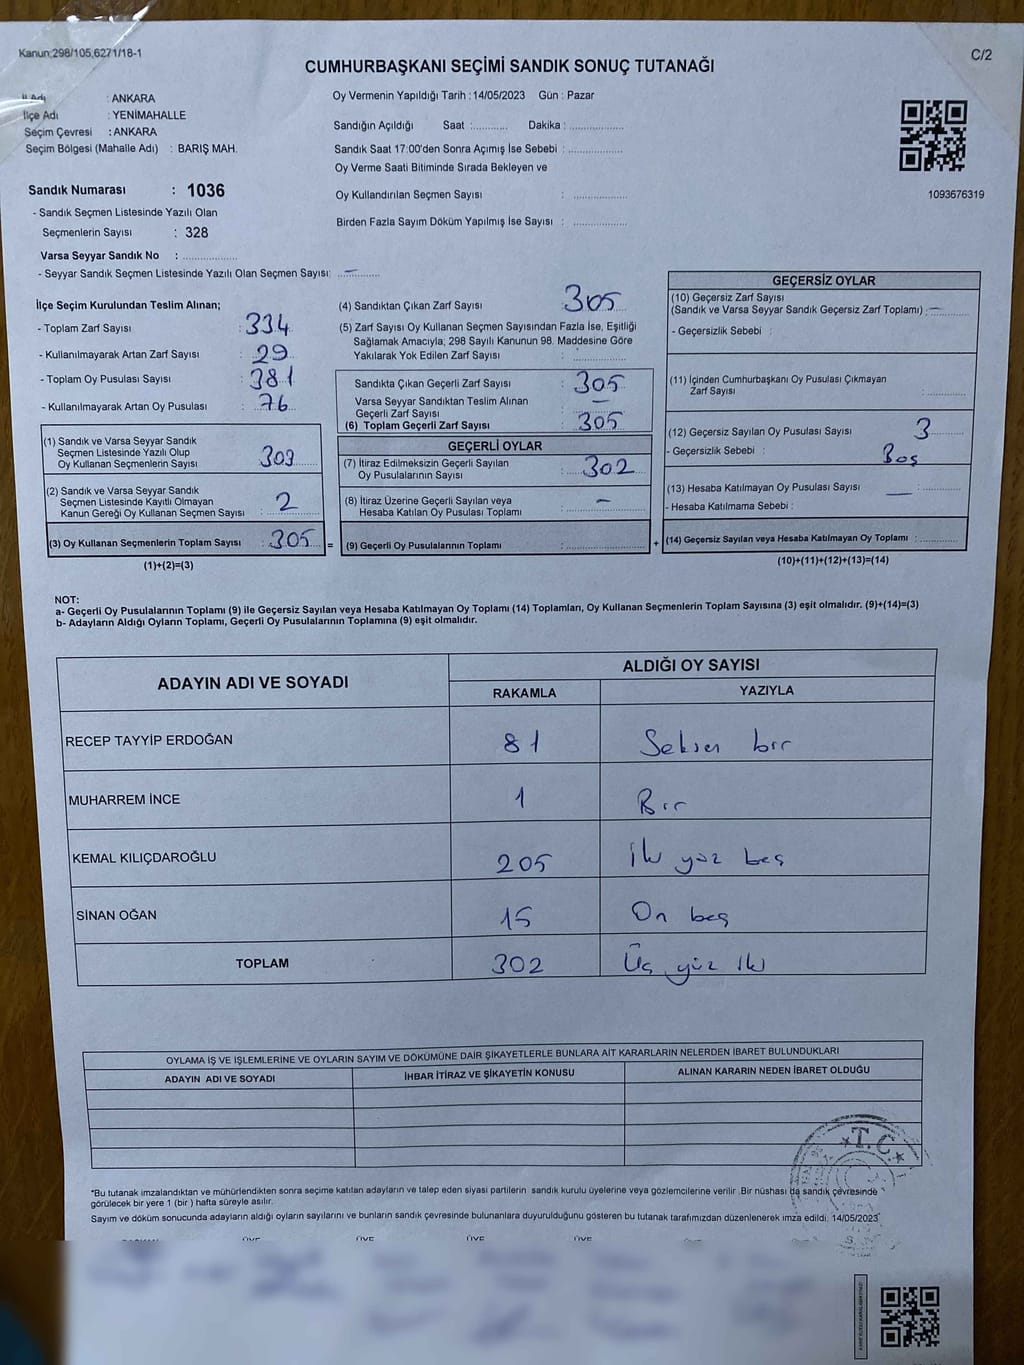 Kanun;298/105,6271/18-1
C/2
CUMHURBAŞKANI SEÇİMİ SANDIK SONUÇ TUTANAĞI
İl Adı : ANKARA
İlçe Adı : YENİMAHALLE
Seçim Çevresi : ANKARA
Seçim Bölgesi (Mahalle Adı) : BARIŞ MAH.
Sandık Numarası : 1036
- Sandık Seçmen Listesinde Yazılı Olan
Seçmenlerin Sayısı : 328
Varsa Seyyar Sandık No :
- Seyyar Sandık Seçmen Listesinde Yazılı Olan Seçmen Sayısı: —
Oy Vermenin Yapıldığı Tarih : 14/05/2023 Gün : Pazar
Sandığın Açıldığı Saat : Dakika :
Sandık Saat 17:00'den Sonra Açımış İse Sebebi :
Oy Verme Saati Bitiminde Sırada Bekleyen ve
Oy Kullandırılan Seçmen Sayısı :
Birden Fazla Sayım Döküm Yapılmış İse Sayısı :
1093676319
İlçe Seçim Kurulundan Teslim Alınan;
- Toplam Zarf Sayısı : 334
- Kullanılmayarak Artan Zarf Sayısı : 29
- Toplam Oy Pusulası Sayısı : 381
- Kullanılmayarak Artan Oy Pusulası : 76
(1) Sandık ve Varsa Seyyar Sandık
Seçmen Listesinde Yazılı Olup
Oy Kullanan Seçmenlerin Sayısı : 303
(2) Sandık ve Varsa Seyyar Sandık
Seçmen Listesinde Kayıtlı Olmayan
Kanun Gereği Oy Kullanan Seçmen Sayısı : 2
(3) Oy Kullanan Seçmenlerin Toplam Sayısı : 305 =
(1)+(2)=(3)
(4) Sandıktan Çıkan Zarf Sayısı : 305
(5) Zarf Sayısı Oy Kullanan Seçmen Sayısından Fazla İse, Eşitliği
Sağlamak Amacıyla; 298 Sayılı Kanunun 98. Maddesine Göre
Yakılarak Yok Edilen Zarf Sayısı :
Sandıkta Çıkan Geçerli Zarf Sayısı : 305
Varsa Seyyar Sandıktan Teslim Alınan
Geçerli Zarf Sayısı : —
(6) Toplam Geçerli Zarf Sayısı : 305
GEÇERLİ OYLAR
(7) İtiraz Edilmeksizin Geçerli Sayılan
Oy Pusulalarının Sayısı : 302
(8) İtiraz Üzerine Geçerli Sayılan veya
Hesaba Katılan Oy Pusulası Toplamı : —
(9) Geçerli Oy Pusulalarının Toplamı : +
GEÇERSİZ OYLAR
(10) Geçersiz Zarf Sayısı
(Sandık ve Varsa Seyyar Sandık Geçersiz Zarf Toplamı) : —
- Geçersizlik Sebebi :
(11) İçinden Cumhurbaşkanı Oy Pusulası Çıkmayan
Zarf Sayısı :
(12) Geçersiz Sayılan Oy Pusulası Sayısı : 3
- Geçersizlik Sebebi : Boş
(13) Hesaba Katılmayan Oy Pusulası Sayısı — :
- Hesaba Katılmama Sebebi :
(14) Geçersiz Sayılan veya Hesaba Katılmayan Oy Toplamı :
(10)+(11)+(12)+(13)=(14)
NOT:
a- Geçerli Oy Pusulalarının Toplamı (9) ile Geçersiz Sayılan veya Hesaba Katılmayan Oy Toplamı (14) Toplamları, Oy Kullanan Seçmenlerin Toplam Sayısına (3) eşit olmalıdır. (9)+(14)=(3)
b- Adayların Aldığı Oyların Toplamı, Geçerli Oy Pusulalarının Toplamına (9) eşit olmalıdır.
ADAYIN ADI VE SOYADI ALDIĞI OY SAYISI
RAKAMLA YAZIYLA
RECEP TAYYİP ERDOĞAN 81 Seksen bir
MUHARREM İNCE 1 Bir
KEMAL KILIÇDAROĞLU 205 İki yüz beş
SİNAN OĞAN 15 On beş
TOPLAM 302 Üç yüz iki
OYLAMA İŞ VE İŞLEMLERİNE VE OYLARIN SAYIM VE DÖKÜMÜNE DAİR ŞİKAYETLERLE BUNLARA AİT KARARLARIN NELERDEN İBARET BULUNDUKLARI
ADAYIN ADI VE SOYADI İHBAR İTİRAZ VE ŞİKAYETİN KONUSU ALINAN KARARIN NEDEN İBARET OLDUĞU
T.C.
*Bu tutanak imzalandıktan ve mühürlendikten sonra seçime katılan adayların ve talep eden siyasi partilerin sandık kurulu üyelerine veya gözlemcilerine verilir .Bir nüshası da sandık çevresinde
görülecek bir yere 1 (bir ) hafta süreyle asılır.
Sayım ve döküm sonucunda adayların aldığı oyların sayılarını ve bunların sandık çevresinde bulunanlara duyurulduğunu gösteren bu tutanak tarafımızdan düzenlenerek imza edildi. 14/05/2023
ÜYE ÜYE ÜYE ÜYE